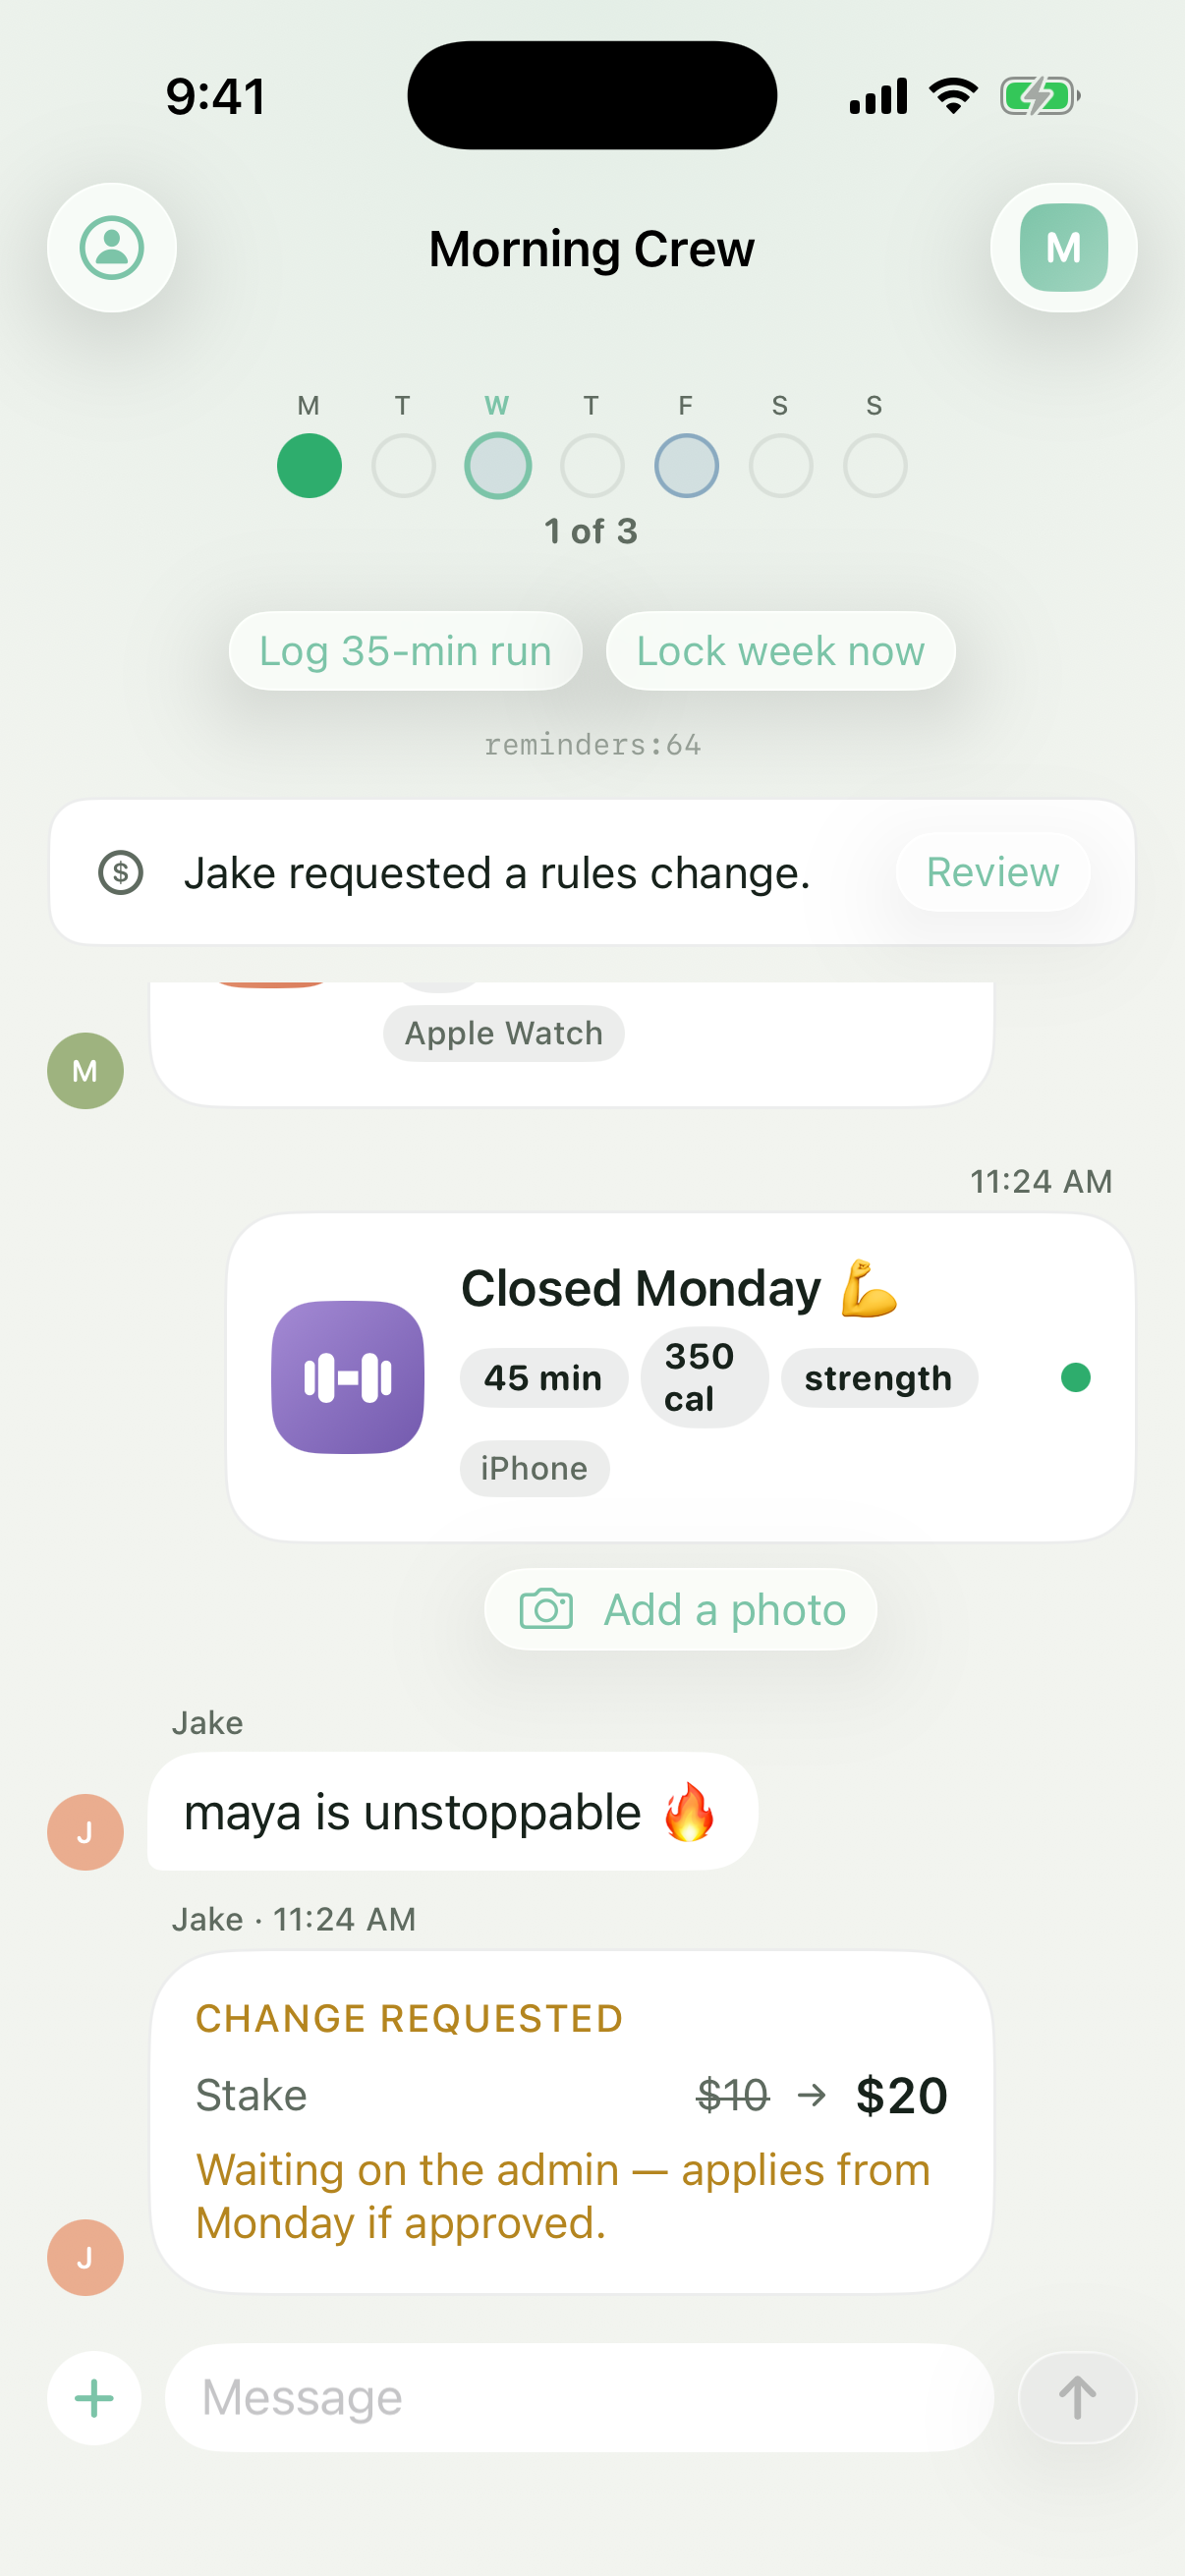 9:41
Morning Crew
M
M T W T F S S
1 of 3
Log 35-min run Lock week now
reminders:64
$ Jake requested a rules change. Review
Apple Watch
M
11:24 AM
Closed Monday 💪
45 min 350 cal strength
iPhone
Add a photo
Jake
maya is unstoppable 🔥
J
Jake · 11:24 AM
CHANGE REQUESTED
Stake $10 → $20
Waiting on the admin — applies from
Monday if approved.
J
Message